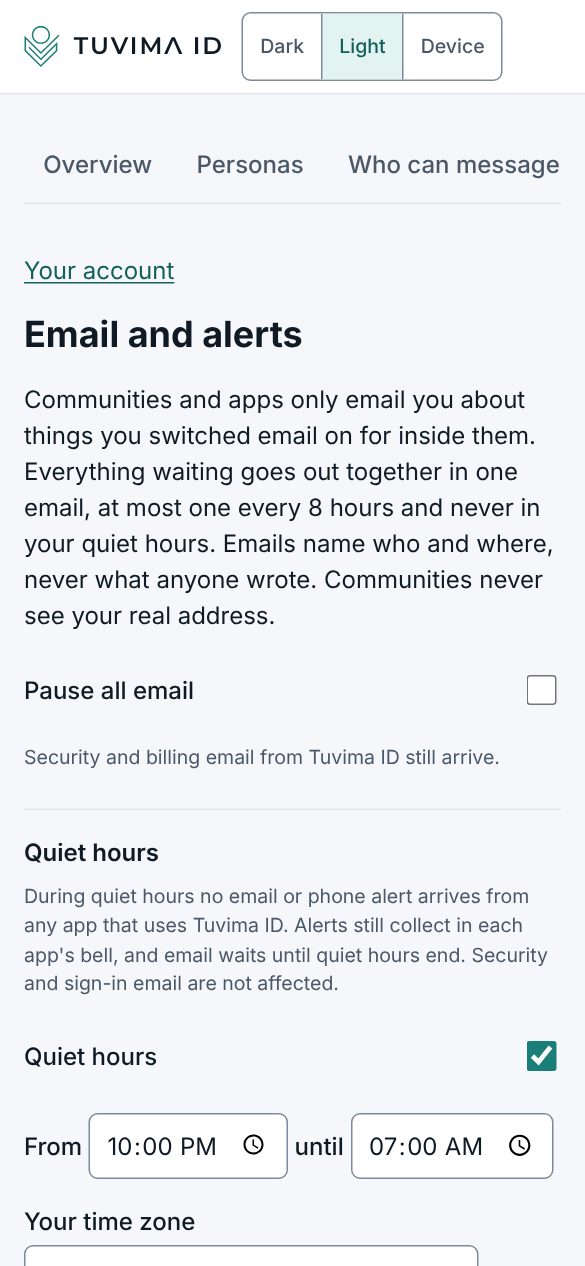 TUVIMA ID
Dark
Light
Device
Overview
Personas
Who can message
Your account
Email and alerts
Communities and apps only email you about
things you switched email on for inside them.
Everything waiting goes out together in one
email, at most one every 8 hours and never in
your quiet hours. Emails name who and where,
never what anyone wrote. Communities never
see your real address.
Pause all email
Security and billing email from Tuvima ID still arrive.
Quiet hours
During quiet hours no email or phone alert arrives from
any app that uses Tuvima ID. Alerts still collect in each
app's bell, and email waits until quiet hours end. Security
and sign-in email are not affected.
Quiet hours
From 10:00 PM until 07:00 AM
Your time zone